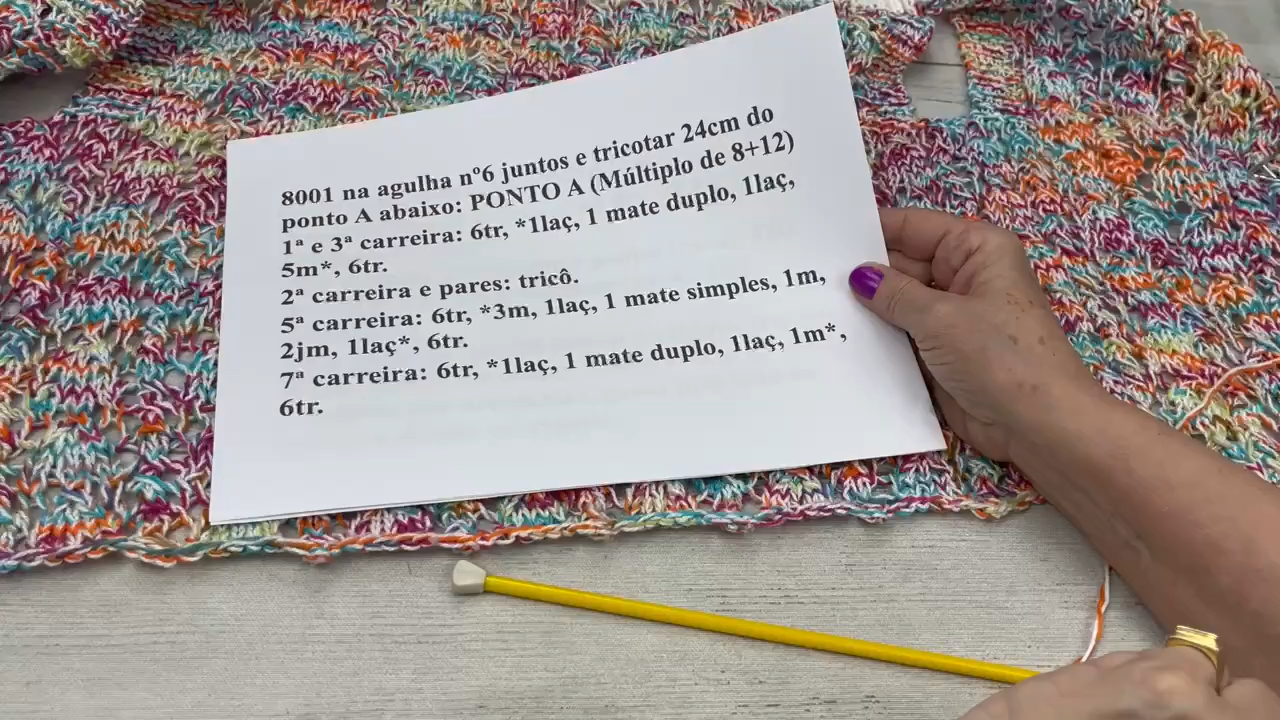 8001 na agulha nº6 juntos e tricotar 24cm do
ponto A abaixo: PONTO A (Múltiplo de 8+12)
1ª e 3ª carreira: 6tr, *1laç, 1 mate duplo, 1laç,
5m*, 6tr.
2ª carreira e pares: tricô.
5ª carreira: 6tr, *3m, 1laç, 1 mate simples, 1m,
2jm, 1laç*, 6tr.
7ª carreira: 6tr, *1laç, 1 mate duplo, 1laç, 1m*,
6tr.